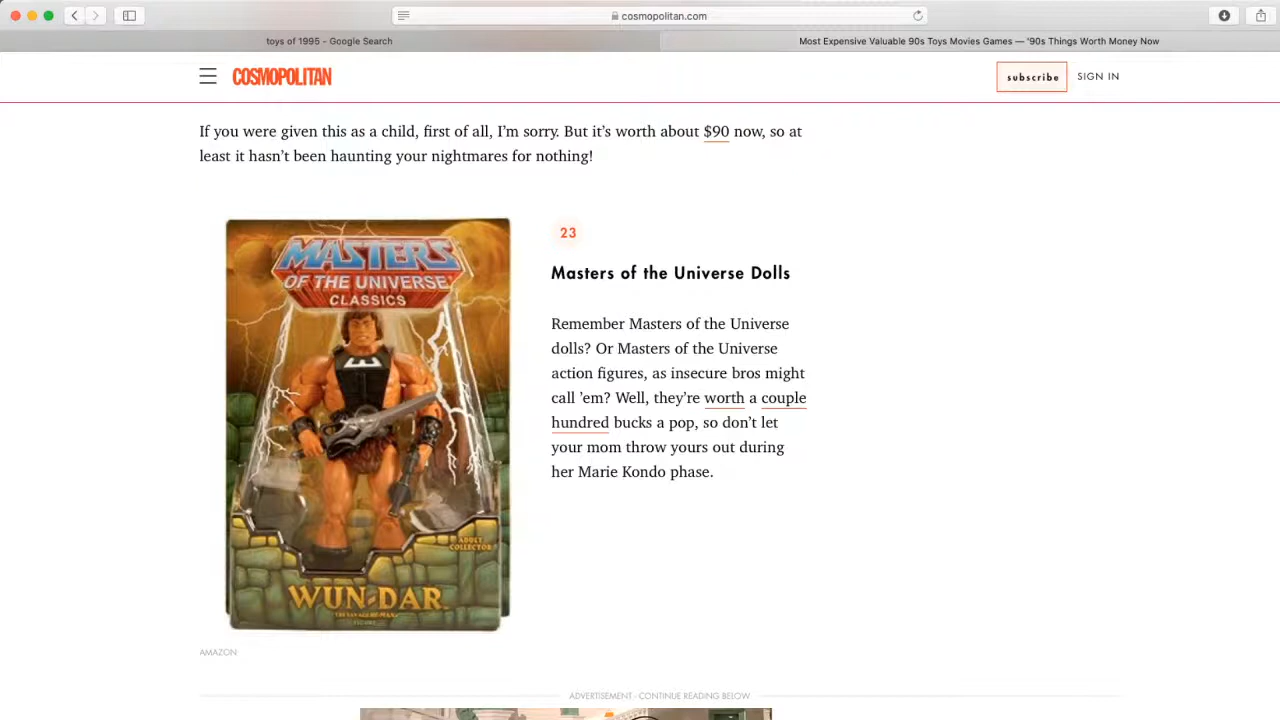 cosmopolitan.com
toys of 1995 - Google Search
Most Expensive Valuable 90s Toys Movies Games — '90s Things Worth Money Now
COSMOPOLITAN
subscribe
SIGN IN
If you were given this as a child, first of all, I'm sorry. But it's worth about $90 now, so at
least it hasn't been haunting your nightmares for nothing!
MASTERS
OF THE UNIVERSE
CLASSICS
ADULT
COLLECTOR
WUN-DAR
23
Masters of the Universe Dolls
Remember Masters of the Universe
dolls? Or Masters of the Universe
action figures, as insecure bros might
call 'em? Well, they're worth a couple
hundred bucks a pop, so don't let
your mom throw yours out during
her Marie Kondo phase.
AMAZON
ADVERTISEMENT - CONTINUE READING BELOW